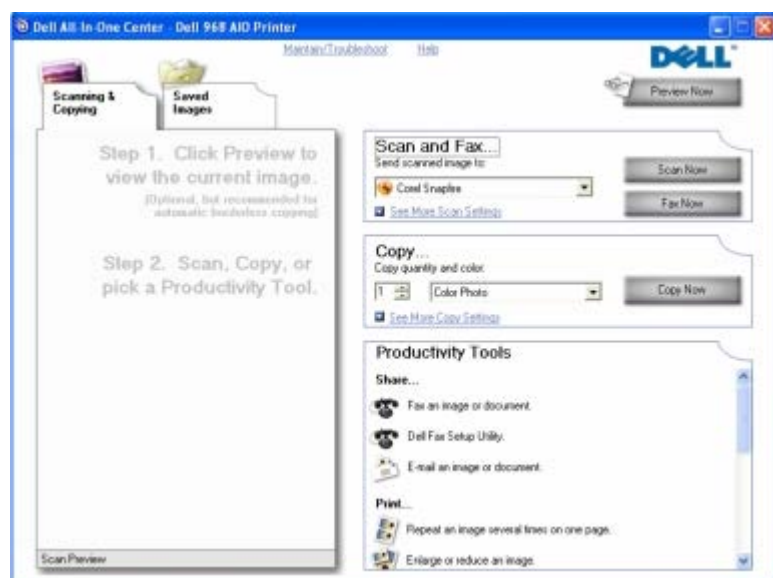 Dell All-In-One Center - Dell 968 AIO Printer
Maintain/Troubleshoot Help
DELL
Preview Now
Scanning &
Copying
Saved
Images
Step 1. Click Preview to
view the current image.
(Optional, but recommended for
automatic borderless copying)
Step 2. Scan, Copy, or
pick a Productivity Tool.
Scan Preview
Scan and Fax...
Send scanned image to:
Corel Snapfire
See More Scan Settings
Scan Now
Fax Now
Copy...
Copy quantity and color.
1 Color Photo
See More Copy Settings
Copy Now
Productivity Tools
Share...
Fax an image or document.
Dell Fax Setup Utility.
E-mail an image or document.
Print...
Repeat an image several times on one page.
Enlarge or reduce an image.